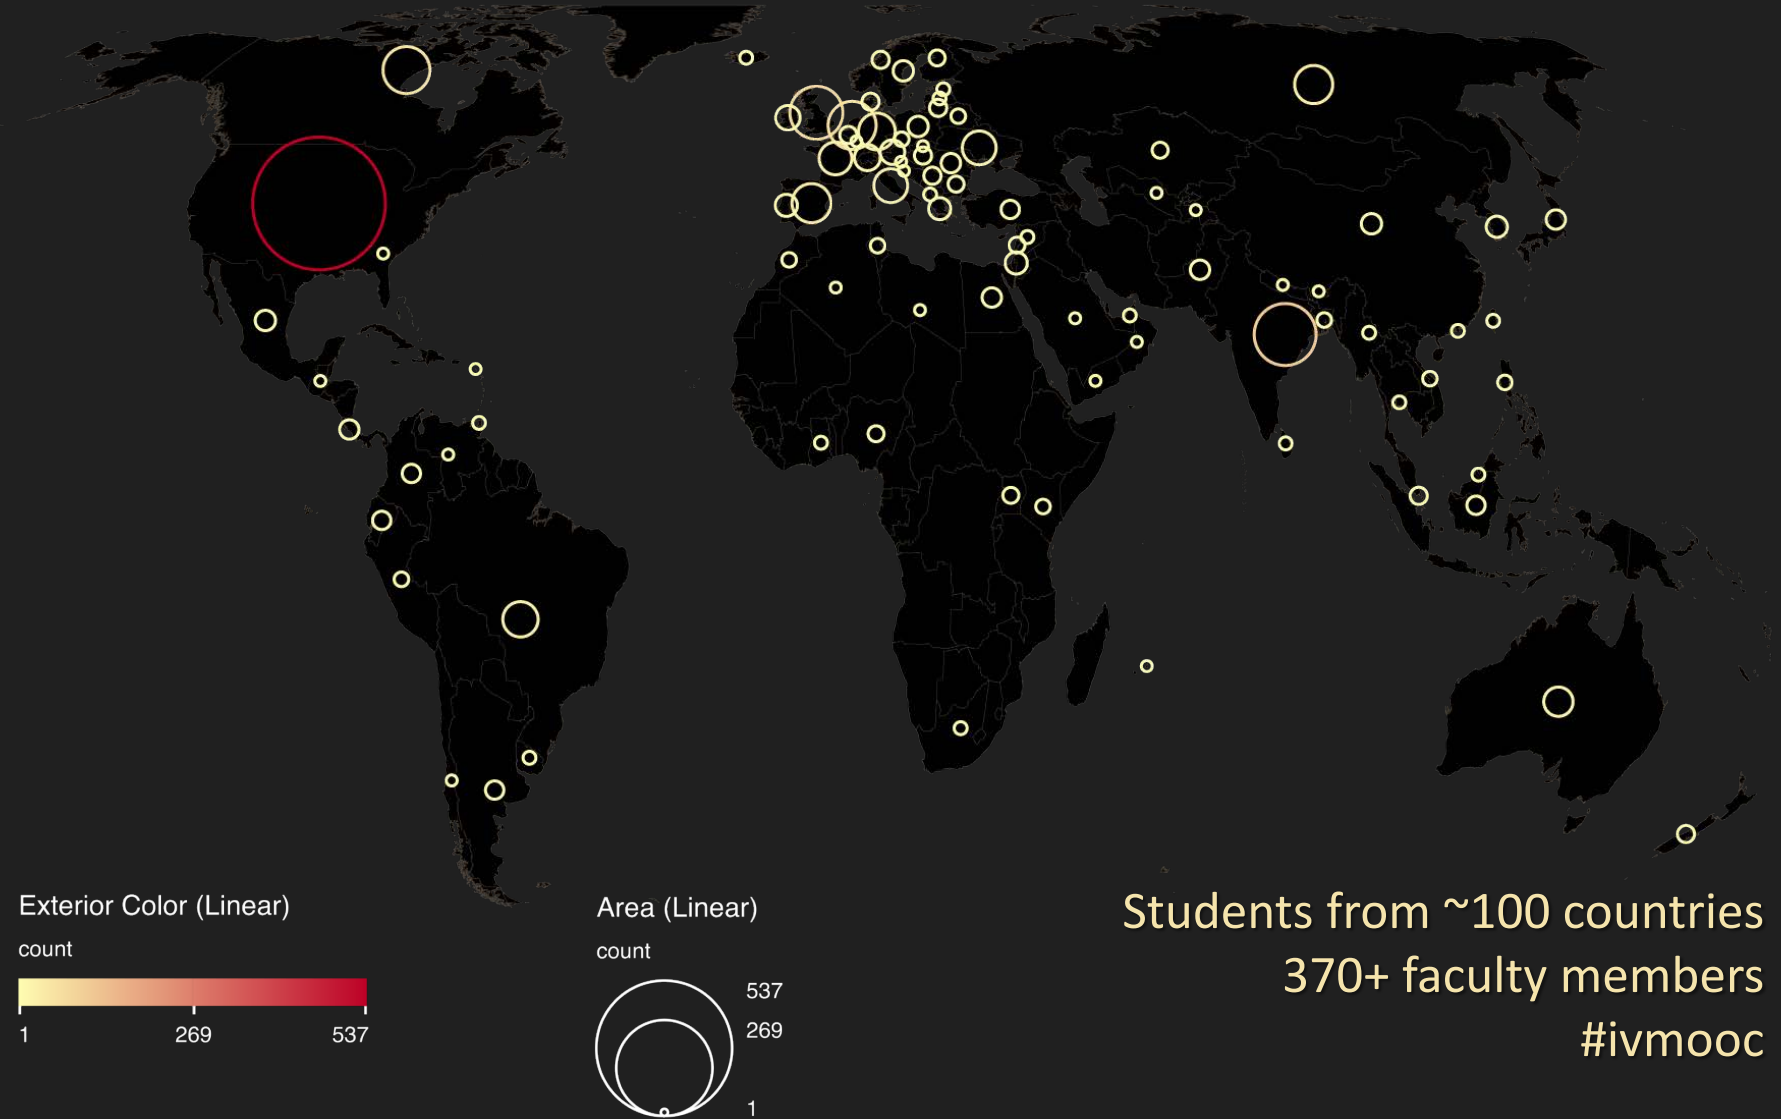 Exterior Color (Linear)
count
1 269 537
Area (Linear)
count
537
269
1
Students from ~100 countries
370+ faculty members
#ivmooc